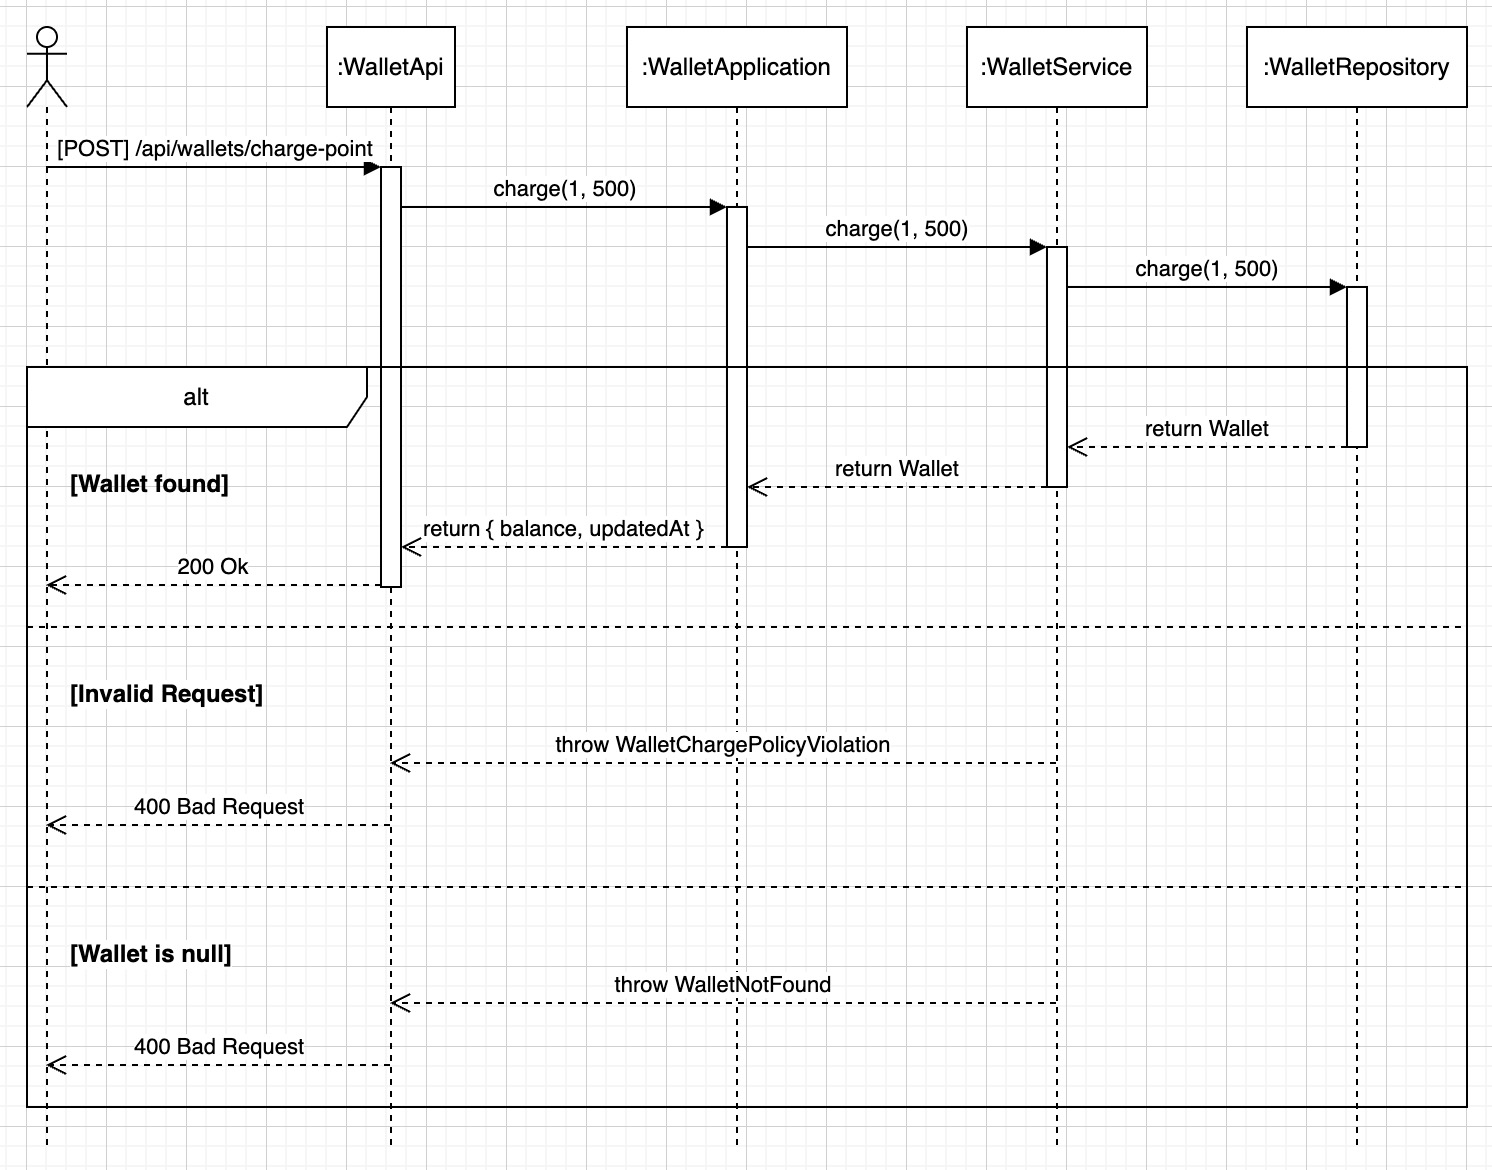 :WalletApi
:WalletApplication
:WalletService
:WalletRepository
[POST] /api/wallets/charge-point
charge(1, 500)
charge(1, 500)
charge(1, 500)
alt
return Wallet
return Wallet
[Wallet found]
return { balance, updatedAt }
200 Ok
[Invalid Request]
throw WalletChargePolicyViolation
400 Bad Request
[Wallet is null]
throw WalletNotFound
400 Bad Request